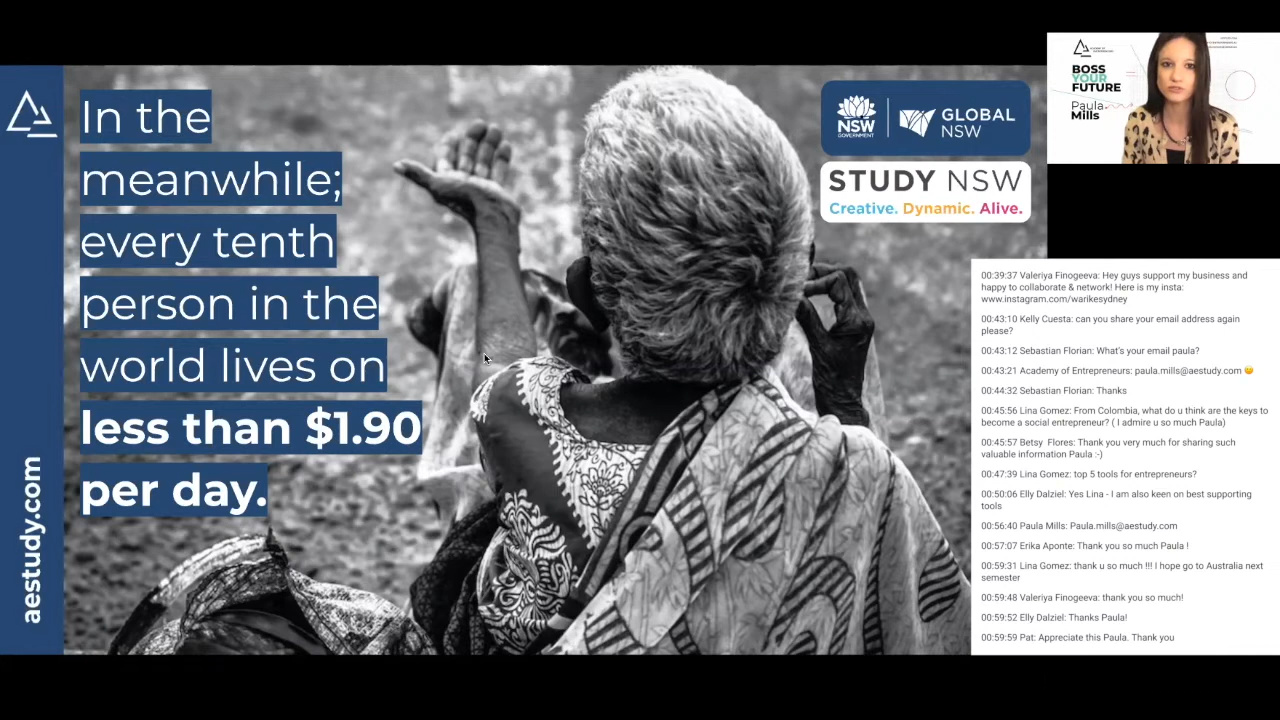 In the
meanwhile;
every tenth
person in the
world lives on
less than $1.90
per day.
aestudy.com
NSW
GOVERNMENT
GLOBAL
NSW
STUDY NSW
Creative. Dynamic. Alive.
BOSS
YOUR
FUTURE
Paula
Mills
00:39:37 Valeriya Finogeeva: Hey guys support my business and
happy to collaborate & network! Here is my insta:
www.instagram.com/warikesydney
00:43:10 Kelly Cuesta: can you share your email address again
please?
00:43:12 Sebastian Florian: What's your email paula?
00:43:21 Academy of Entrepreneurs: paula.mills@aestudy.com 🙂
00:44:32 Sebastian Florian: Thanks
00:45:56 Lina Gomez: From Colombia, what do u think are the keys to
become a social entrepreneur? ( I admire u so much Paula)
00:45:57 Betsy Flores: Thank you very much for sharing such
valuable information Paula :-)
00:47:39 Lina Gomez: top 5 tools for entrepreneurs?
00:50:06 Elly Dalziel: Yes Lina - I am also keen on best supporting
tools
00:56:40 Paula Mills: Paula.mills@aestudy.com
00:57:07 Erika Aponte: Thank you so much Paula !
00:59:31 Lina Gomez: thank u so much !!! I hope go to Australia next
semester
00:59:48 Valeriya Finogeeva: thank you so much!
00:59:52 Elly Dalziel: Thanks Paula!
00:59:59 Pat: Appreciate this Paula. Thank you